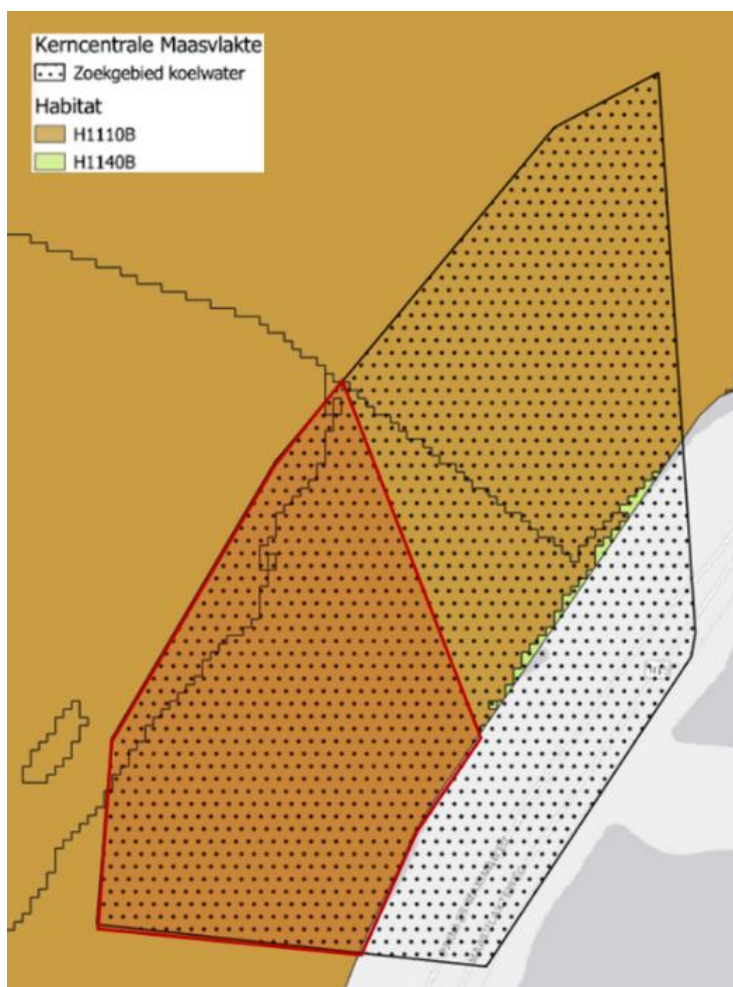 Kerncentrale Maasvlakte
Zoekgebied koelwater
Habitat
H1110B
H1140B